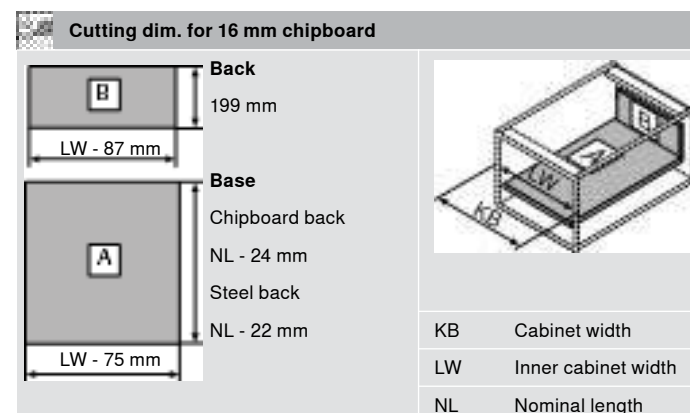 Cutting dim. for 16 mm chipboard
B
Back
199 mm
LW - 87 mm
A
Base
Chipboard back
NL - 24 mm
Steel back
NL - 22 mm
LW - 75 mm
B
A
LW
KB
KB Cabinet width
LW Inner cabinet width
NL Nominal length